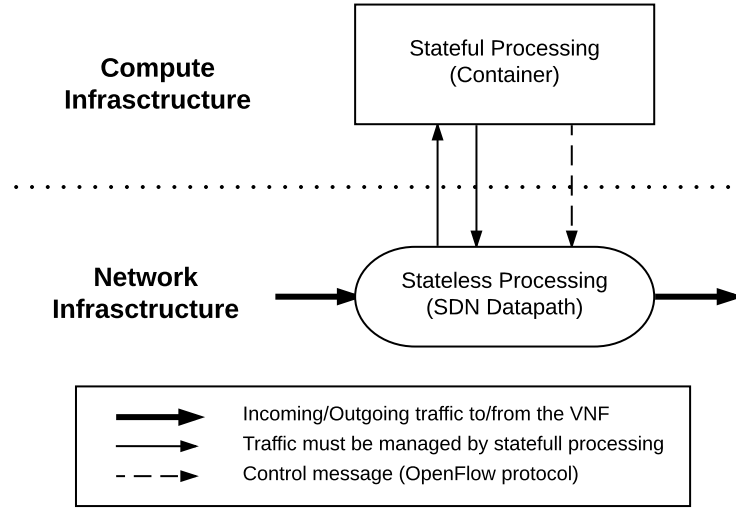 Stateful Processing
(Container)
Compute
Infrasctructure
Network
Infrasctructure
Stateless Processing
(SDN Datapath)
Incoming/Outgoing traffic to/from the VNF
Traffic must be managed by statefull processing
Control message (OpenFlow protocol)